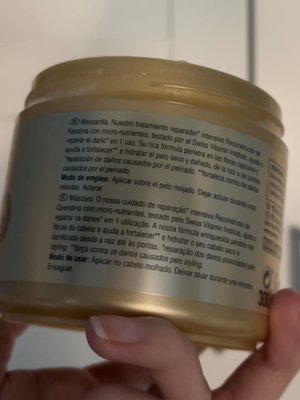 Mascarilla. Nuestro tratamiento reparador* intensivo Reconstructor de
Keratina con micro-nutrientes, testado por el Swiss Vitamin Institute, ayuda a
reparar el daño* en 1 uso. Su rica fórmula penetra en las fibras capilares y
ayuda a fortalecer** e hidratar el pelo seco y dañado, de la raíz a las puntas.
*reparación de daños causados por el peinado. **fortaleza contra los daños
causados por el peinado.
Modo de empleo: Aplicar sobre el pelo mojado. Dejar actuar durante unos
minutos. Aclarar.
Máscara. O nosso cuidado de reparação* intensivo Reconstrutor de
Queratina com micro-nutrientes, testado por pelo Swiss Vitamin Institute, ajuda a
reparar os danos* em 1 utilização. A nossa fórmula enriquecida penetra nas
fibras do cabelo e ajuda a fortalecer** e hidratar o seu cabelo seco e
danificado desde a raiz até às pontas. *reparação dos danos provocados pelo
styling. **força contra os danos causados pelo styling.
Modo de usar: Aplicar no cabelo molhado. Deixar atuar durante uns minutos.
Enxaguar.
300